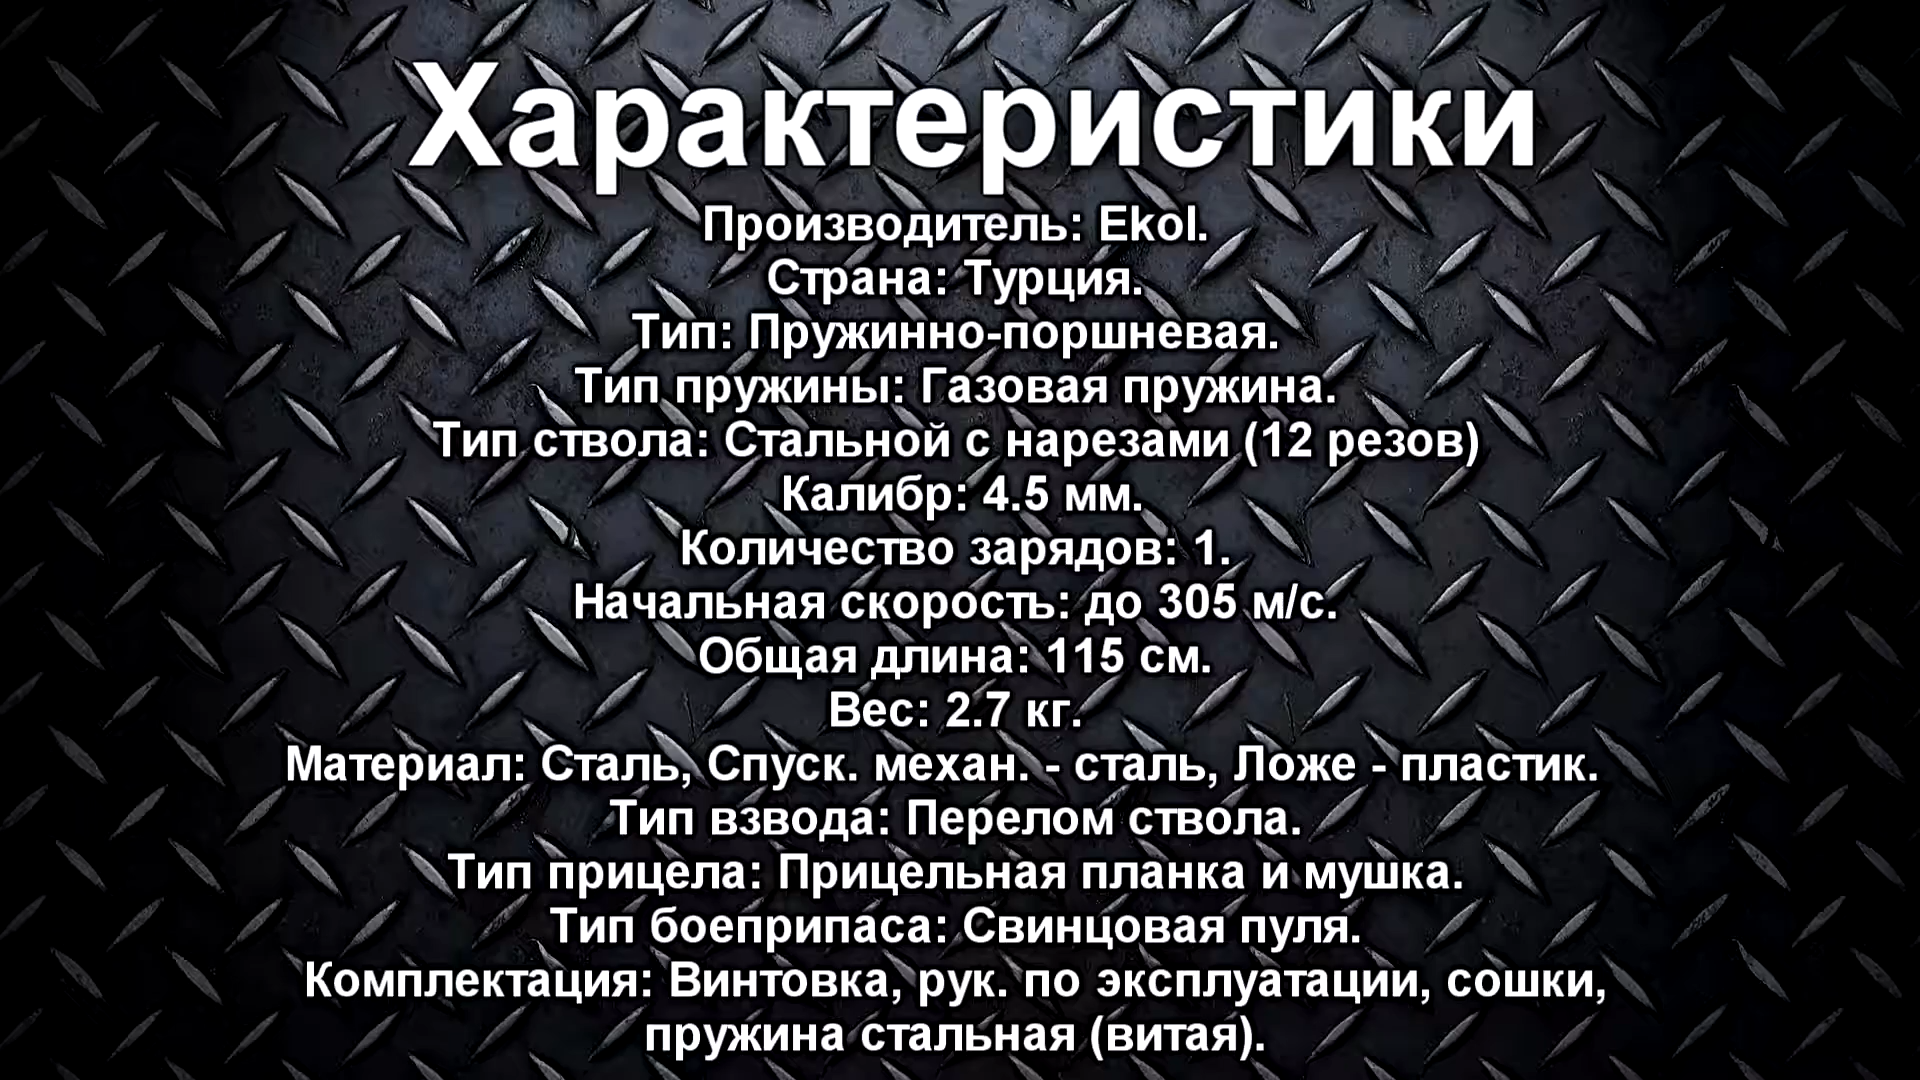 Характеристики
Производитель: Ekol.
Страна: Турция.
Тип: Пружинно-поршневая.
Тип пружины: Газовая пружина.
Тип ствола: Стальной с нарезами (12 резов)
Калибр: 4.5 мм.
Количество зарядов: 1.
Начальная скорость: до 305 м/с.
Общая длина: 115 см.
Вес: 2.7 кг.
Материал: Сталь, Спуск. механ. - сталь, Ложе - пластик.
Тип взвода: Перелом ствола.
Тип прицела: Прицельная планка и мушка.
Тип боеприпаса: Свинцовая пуля.
Комплектация: Винтовка, рук. по эксплуатации, сошки,
пружина стальная (витая).